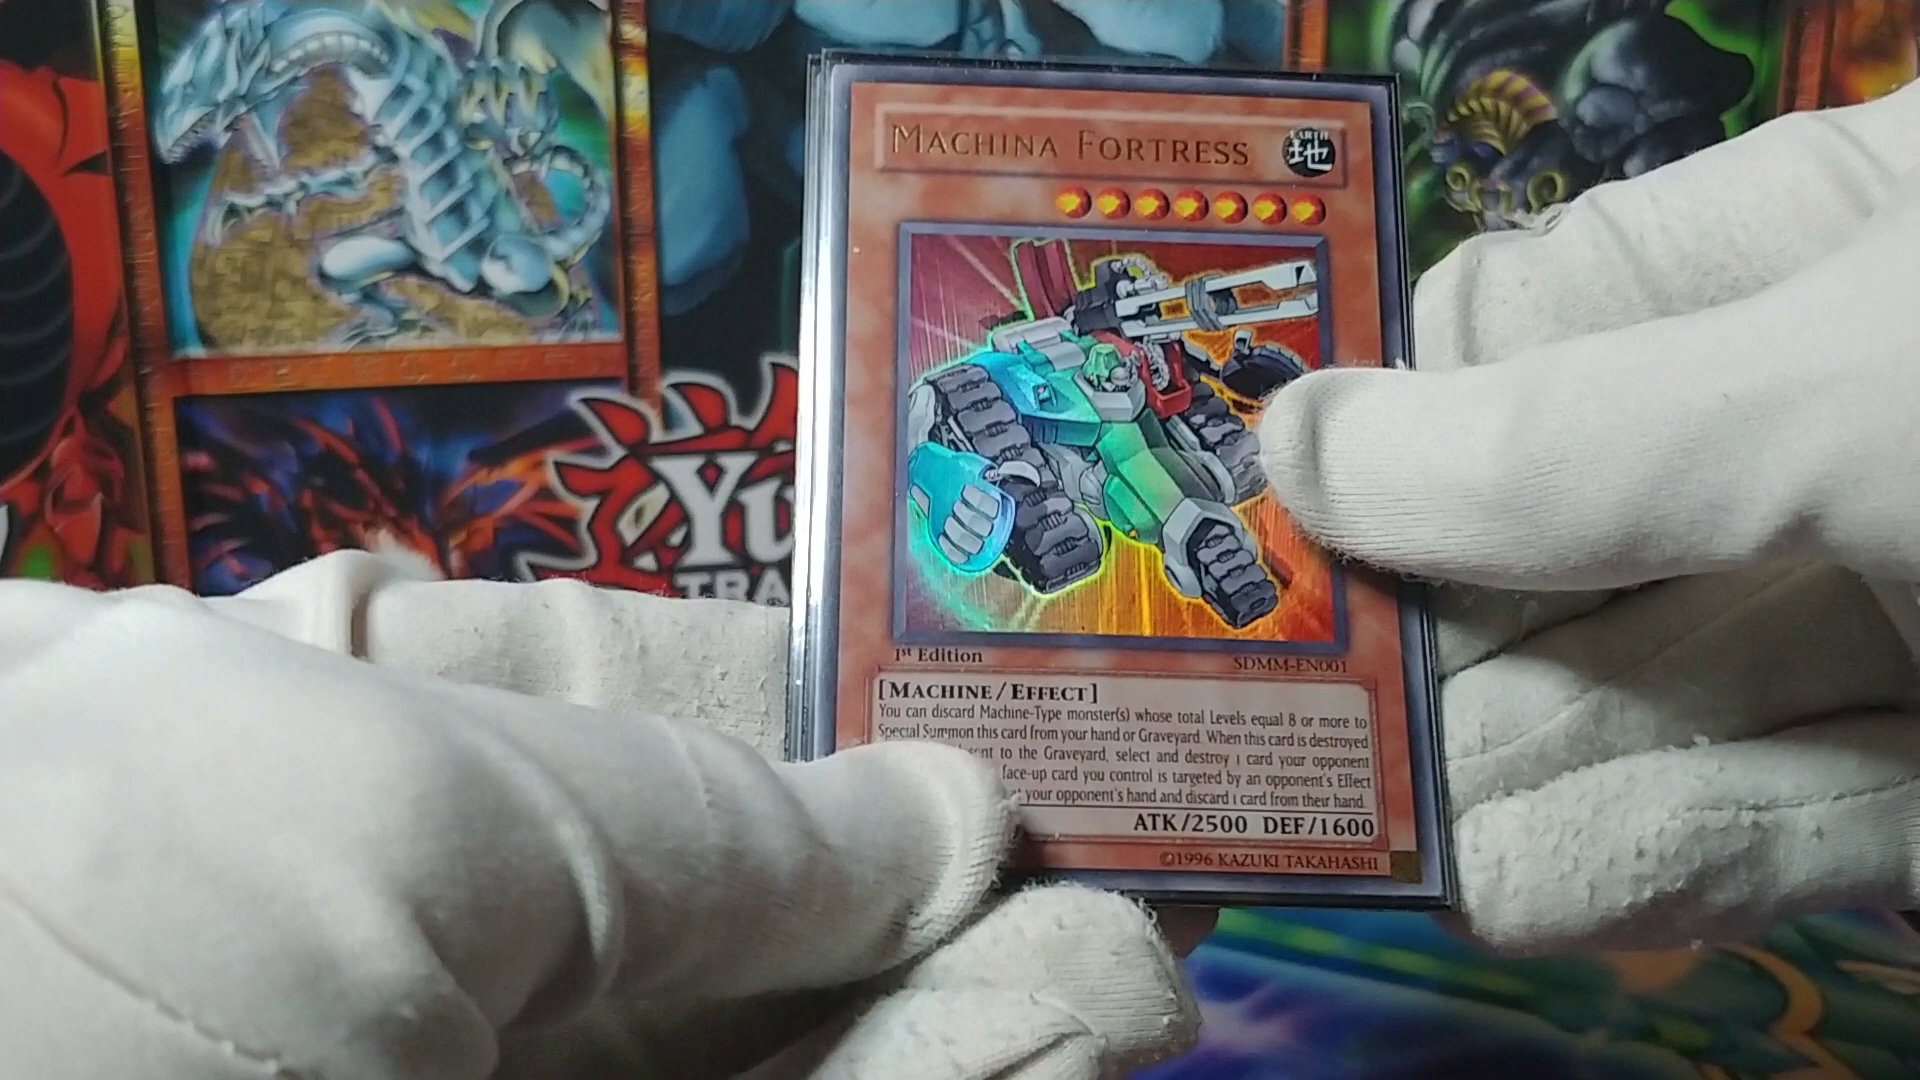 MACHINA FORTRESS
EARTH
地
YU
TRA
1st Edition
SDMM-EN001
[MACHINE/EFFECT]
You can discard Machine-Type monster(s) whose total Levels equal 8 or more to
Special Summon this card from your hand or Graveyard. When this card is destroyed
sent to the Graveyard, select and destroy 1 card your opponent
face-up card you control is targeted by an opponent's Effect
at your opponent's hand and discard 1 card from their hand.
ATK/2500 DEF/1600
©1996 KAZUKI TAKAHASHI